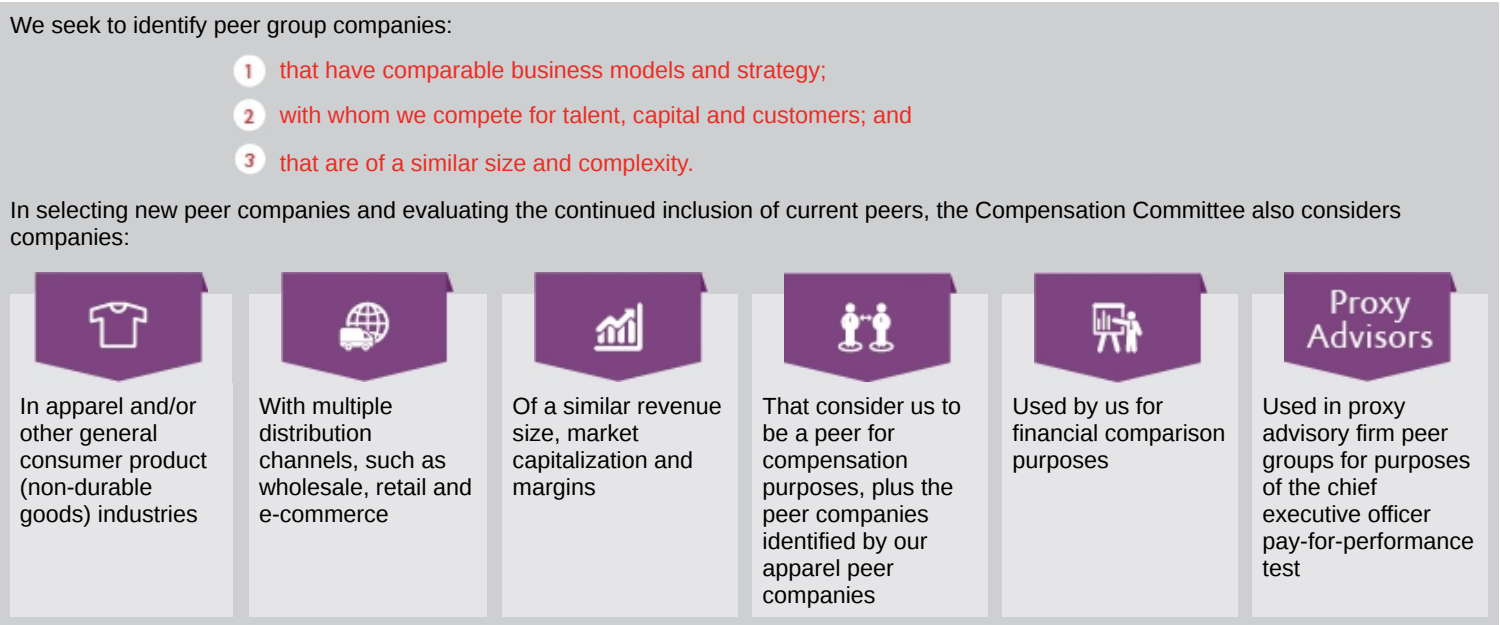 We seek to identify peer group companies:
1 that have comparable business models and strategy;
2 with whom we compete for talent, capital and customers; and
3 that are of a similar size and complexity.
In selecting new peer companies and evaluating the continued inclusion of current peers, the Compensation Committee also considers
companies:
In apparel and/or
other general
consumer product
(non-durable
goods) industries
With multiple
distribution
channels, such as
wholesale, retail and
e-commerce
Of a similar revenue
size, market
capitalization and
margins
That consider us to
be a peer for
compensation
purposes, plus the
peer companies
identified by our
apparel peer
companies
Used by us for
financial comparison
purposes
Proxy
Advisors
Used in proxy
advisory firm peer
groups for purposes
of the chief
executive officer
pay-for-performance
test